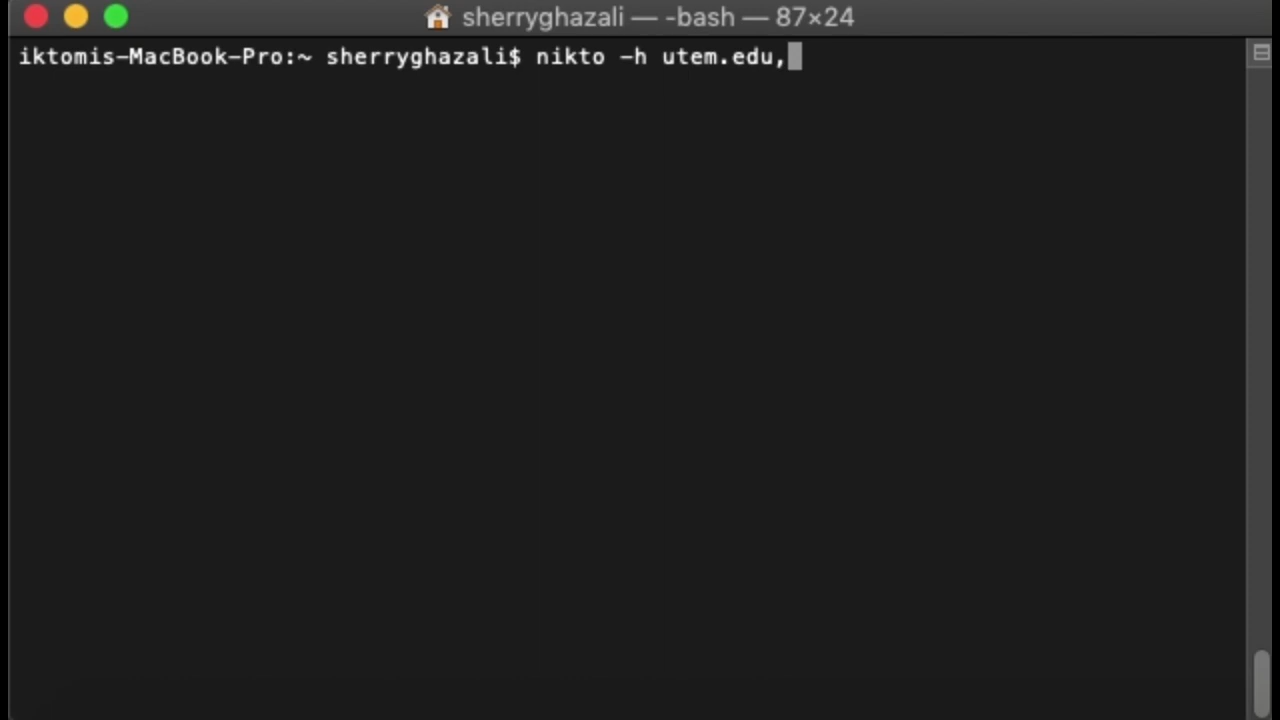 sherryghazali — -bash — 87×24
iktomis-MacBook-Pro:~ sherryghazali$ nikto -h utem.edu,